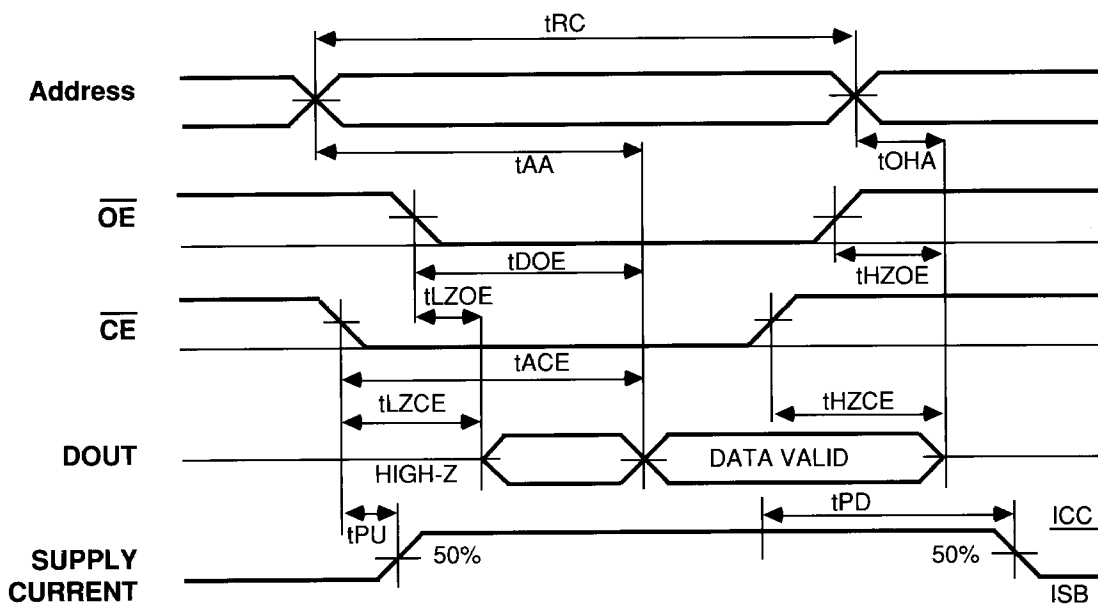 tRC
Address
tAA
tOHA
OE
tDOE
tHZOE
tLZOE
CE
tACE
tLZCE
tHZCE
DOUT
HIGH-Z
DATA VALID
tPD
tPU
ICC
50%
50%
SUPPLY
CURRENT
ISB